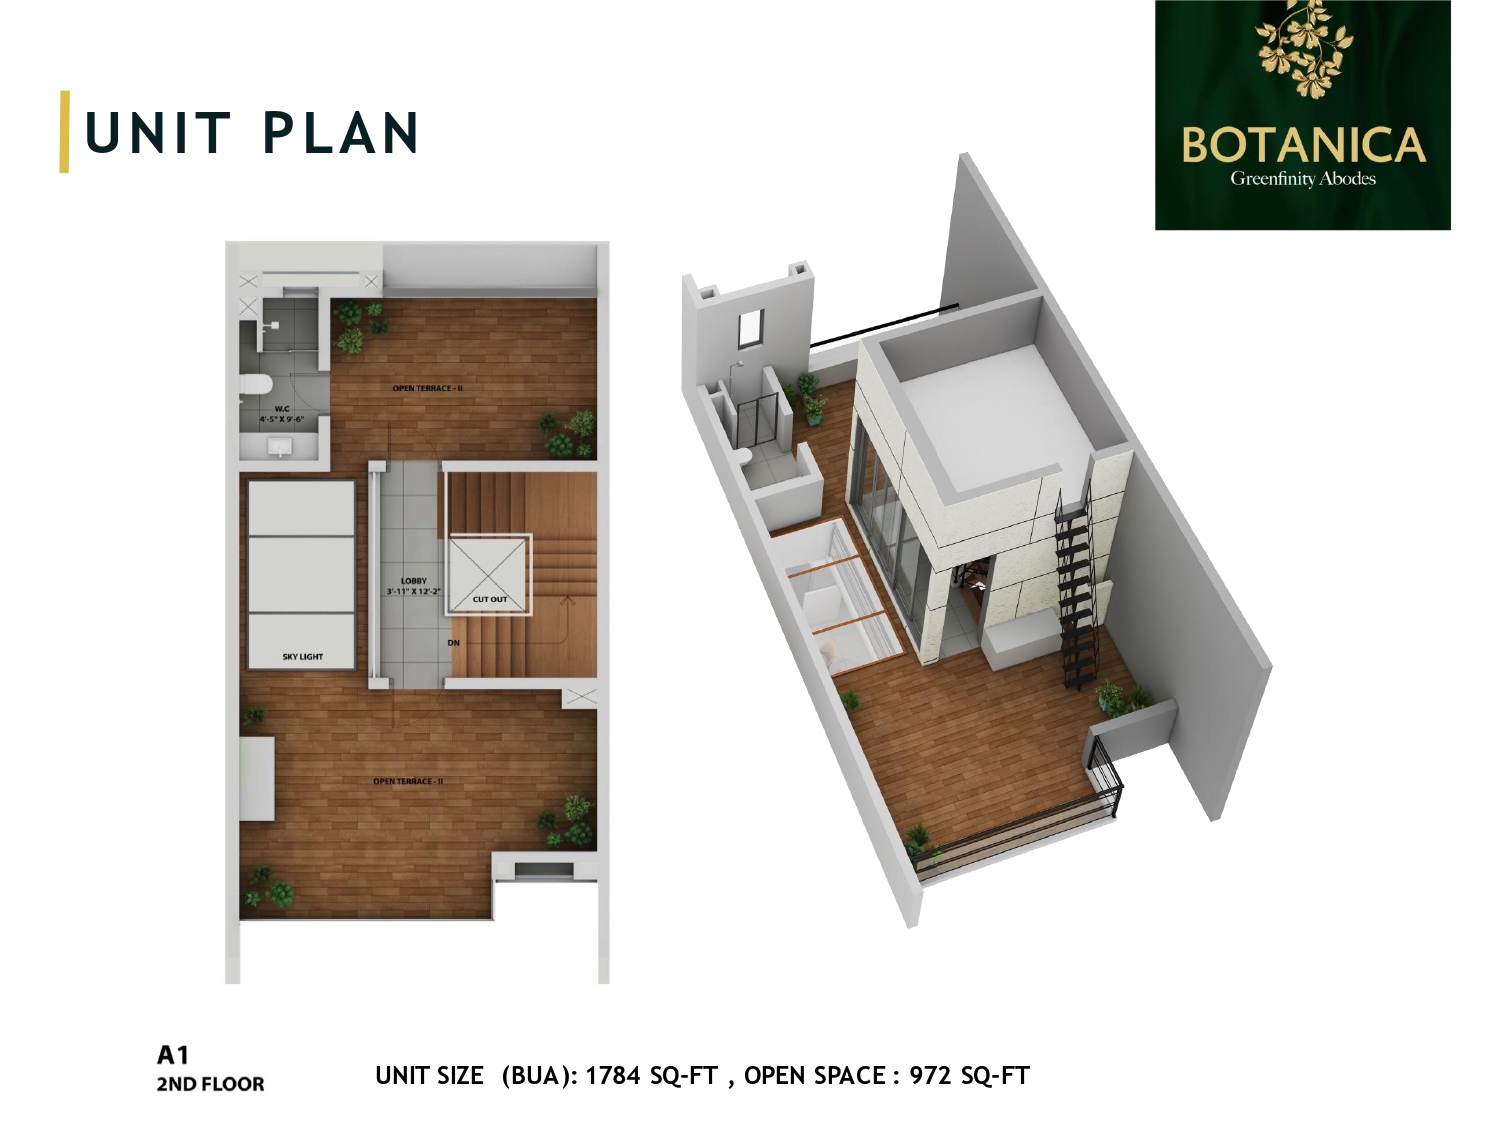 BOTANICA
Greenfinity Abodes
UNIT PLAN
OPEN TERRACE - II
W.C
4'-5" X 9'-6"
LOBBY
3'-11" X 12'-2"
CUT OUT
DN
SKY LIGHT
OPEN TERRACE - II
A1
2ND FLOOR
UNIT SIZE (BUA): 1784 SQ-FT , OPEN SPACE : 972 SQ-FT